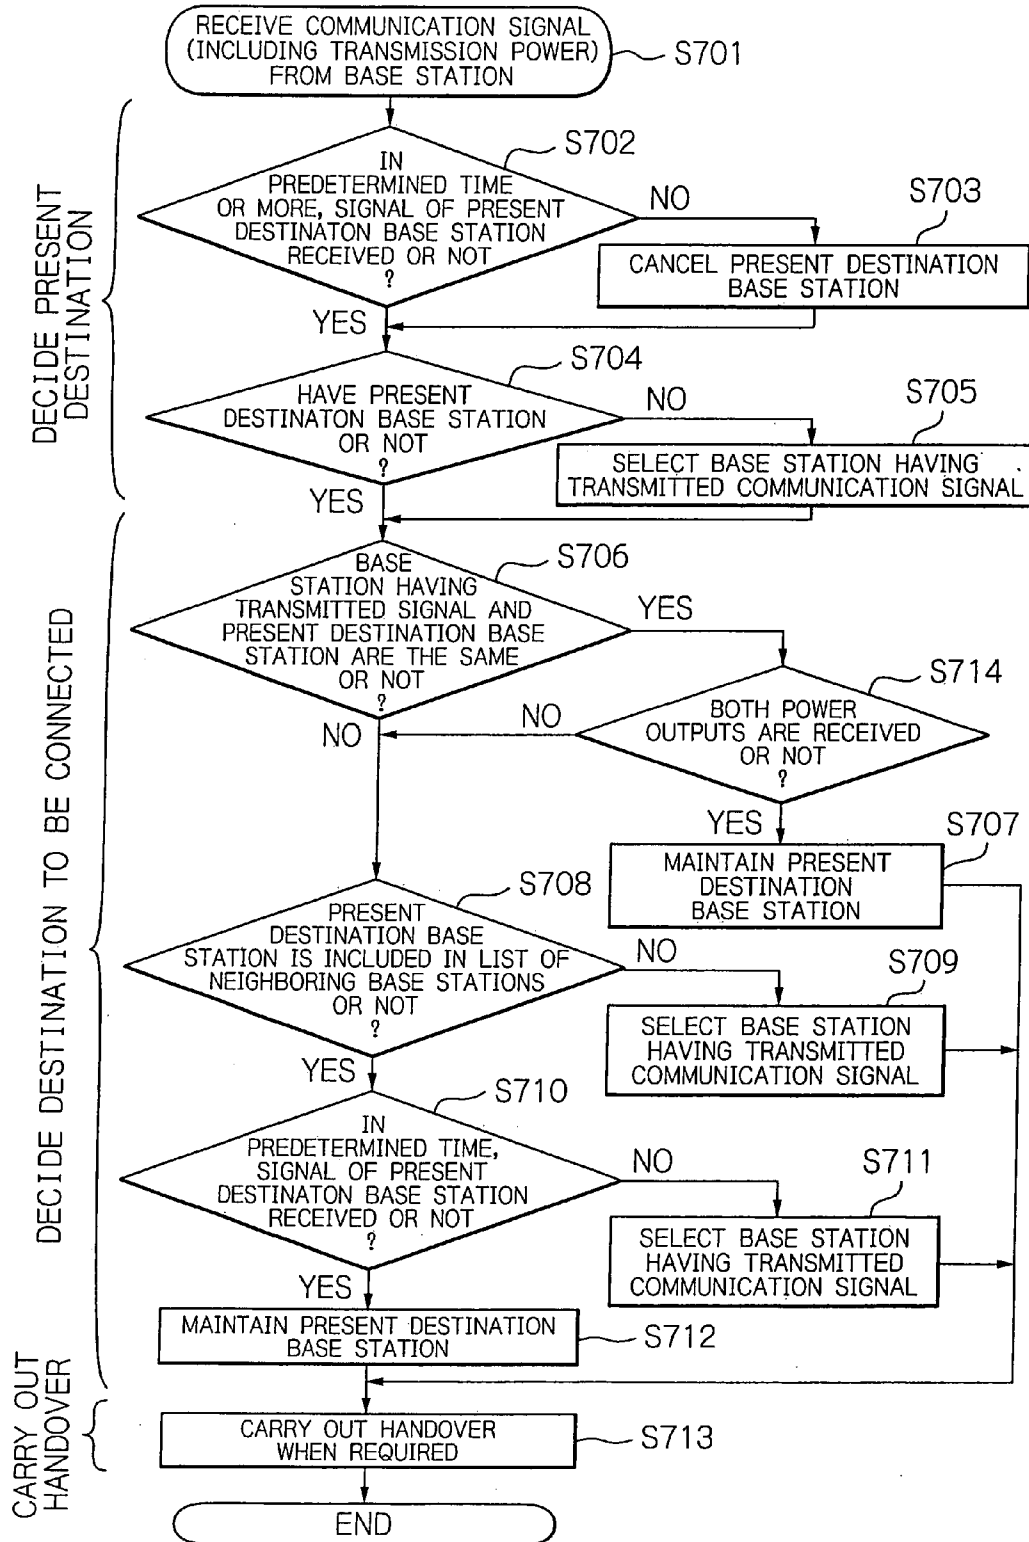 RECEIVE COMMUNICATION SIGNAL
(INCLUDING TRANSMISSION POWER)
FROM BASE STATION
S701
DECIDE PRESENT
DESTINATION
S702
IN
PREDETERMINED TIME
OR MORE, SIGNAL OF PRESENT
DESTINATON BASE STATION
RECEIVED OR NOT
?
NO
S703
CANCEL PRESENT DESTINATION
BASE STATION
YES
S704
HAVE PRESENT
DESTINATON BASE STATION
OR NOT
?
NO
S705
SELECT BASE STATION HAVING
TRANSMITTED COMMUNICATION SIGNAL
YES
DECIDE DESTINATION TO BE CONNECTED
S706
BASE
STATION HAVING
TRANSMITTED SIGNAL AND
PRESENT DESTINATION BASE
STATION ARE THE SAME
OR NOT
?
YES
NO
S714
BOTH POWER
OUTPUTS ARE RECEIVED
OR NOT
?
NO
YES
S707
MAINTAIN PRESENT
DESTINATION
BASE STATION
S708
PRESENT
DESTINATION BASE
STATION IS INCLUDED IN LIST OF
NEIGHBORING BASE STATIONS
OR NOT
?
NO
S709
SELECT BASE STATION
HAVING TRANSMITTED
COMMUNICATION SIGNAL
YES
S710
IN
PREDETERMINED TIME,
SIGNAL OF PRESENT
DESTINATON BASE STATION
RECEIVED OR NOT
?
NO
S711
SELECT BASE STATION
HAVING TRANSMITTED
COMMUNICATION SIGNAL
YES
MAINTAIN PRESENT DESTINATION
BASE STATION
S712
CARRY OUT
HANDOVER
CARRY OUT HANDOVER
WHEN REQUIRED
S713
END